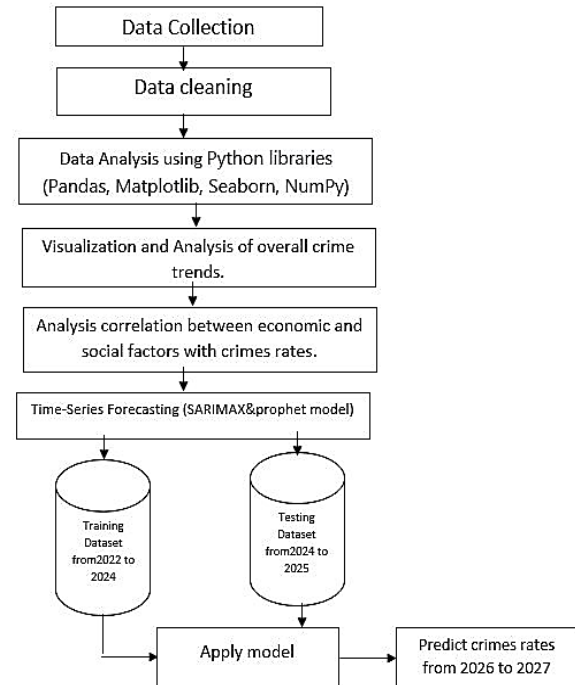 Data Collection
Data cleaning
Data Analysis using Python libraries
(Pandas, Matplotlib, Seaborn, NumPy)
Visualization and Analysis of overall crime
trends.
Analysis correlation between economic and
social factors with crimes rates.
Time-Series Forecasting (SARIMAX&prophet model)
Training
Dataset
from2022 to
2024
Testing
Dataset
from2024 to
2025
Apply model
Predict crimes rates
from 2026 to 2027